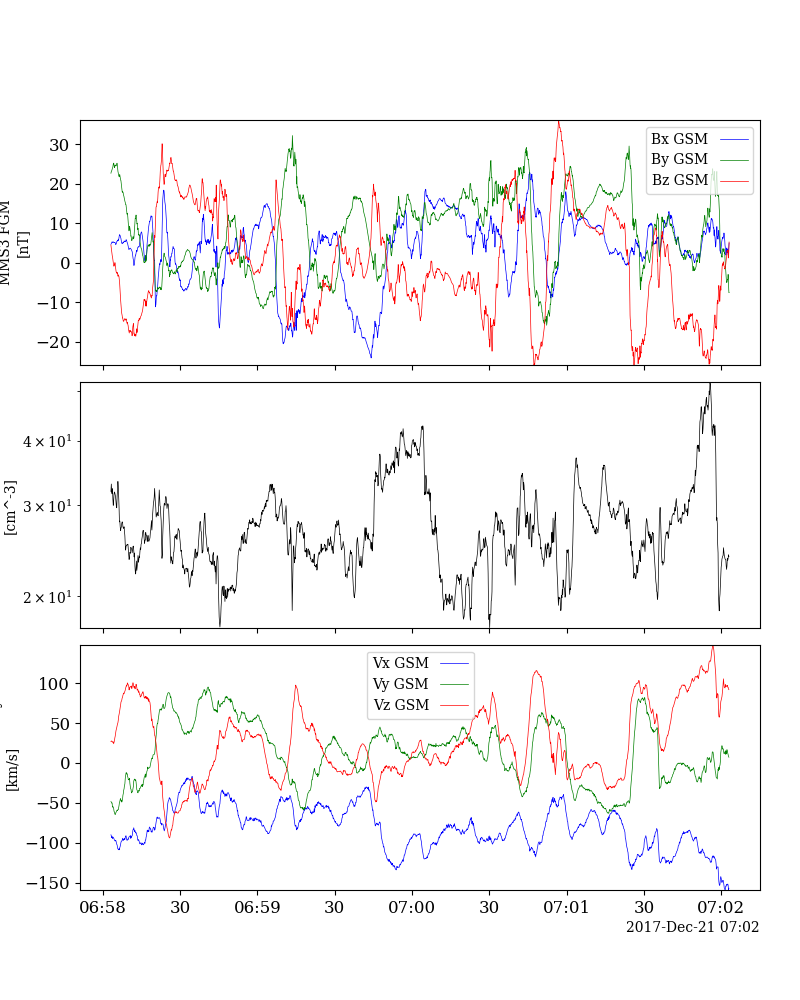 MMS3 FGM
[nT]
30
20
10
0
−10
−20
Bx GSM
By GSM
Bz GSM
[cm^-3]
4 × 10¹
3 × 10¹
2 × 10¹
[km/s]
100
50
0
−50
−100
−150
Vx GSM
Vy GSM
Vz GSM
06:58 30 06:59 30 07:00 30 07:01 30 07:02
2017-Dec-21 07:02